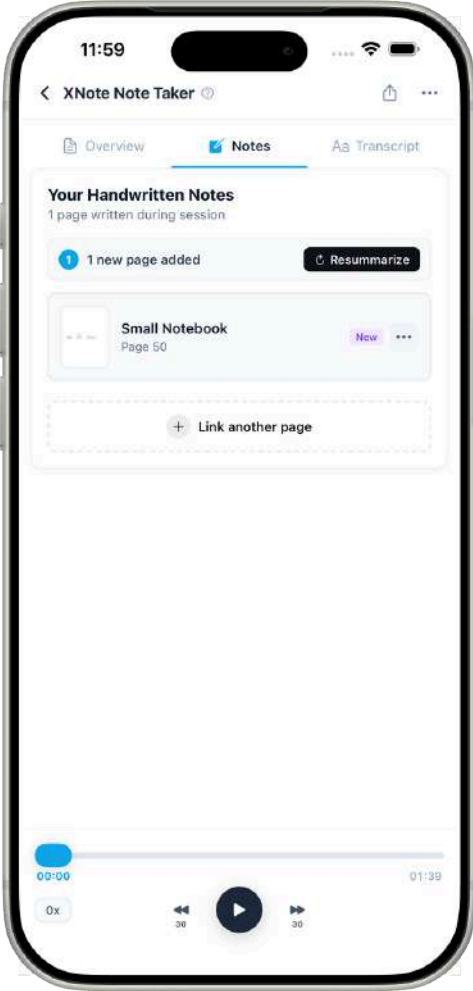 11:59
XNote Note Taker
Overview
Notes
Aa Transcript
Your Handwritten Notes
1 page written during session
1
1 new page added
Resummarize
Small Notebook
Page 50
New
Link another page
00:00
01:39
0x
30
30